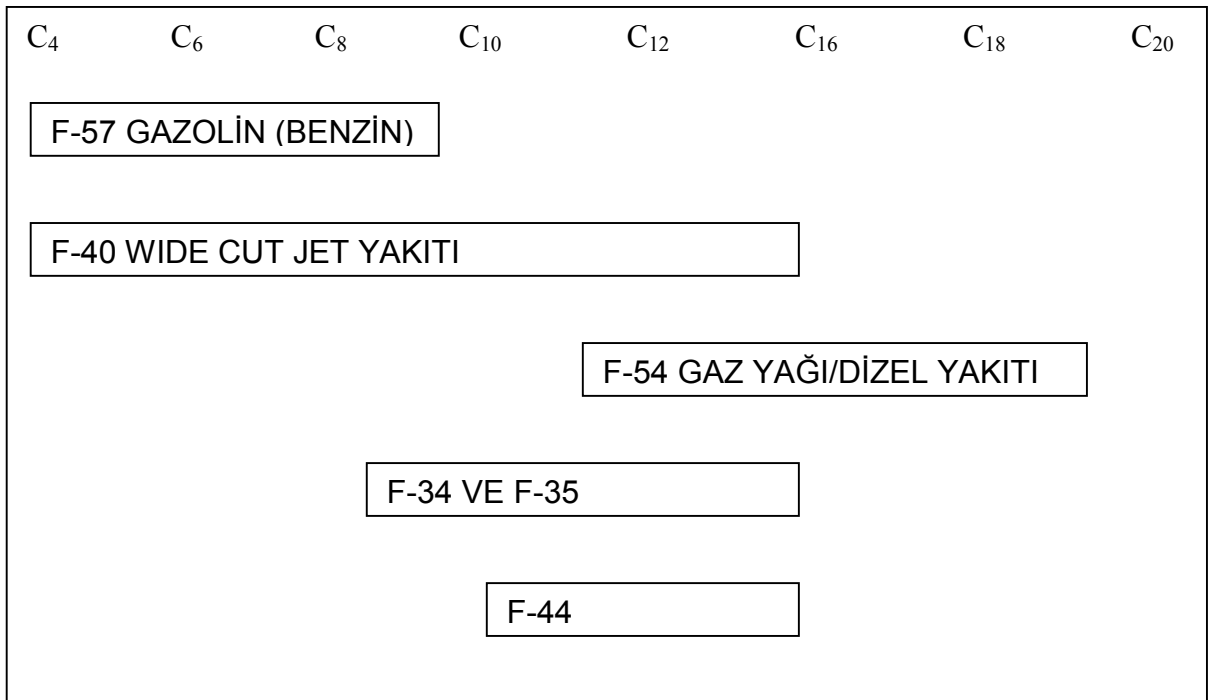 C₄ C₆ C₈ C₁₀ C₁₂ C₁₆ C₁₈ C₂₀
F-57 GAZOLİN (BENZİN)
F-40 WIDE CUT JET YAKITI
F-54 GAZ YAĞI/DİZEL YAKITI
F-34 VE F-35
F-44